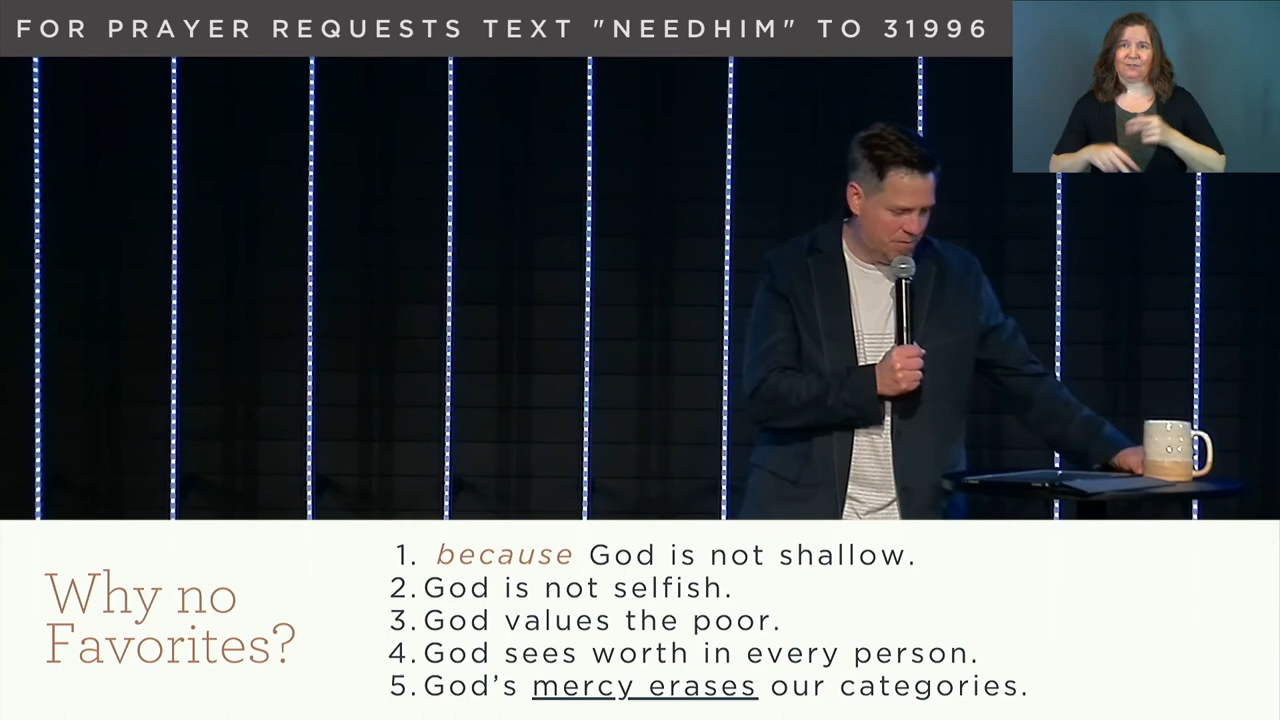 FOR PRAYER REQUESTS TEXT "NEEDHIM" TO 31996
Why no
Favorites?
1. because God is not shallow.
2. God is not selfish.
3. God values the poor.
4. God sees worth in every person.
5. God's mercy erases our categories.